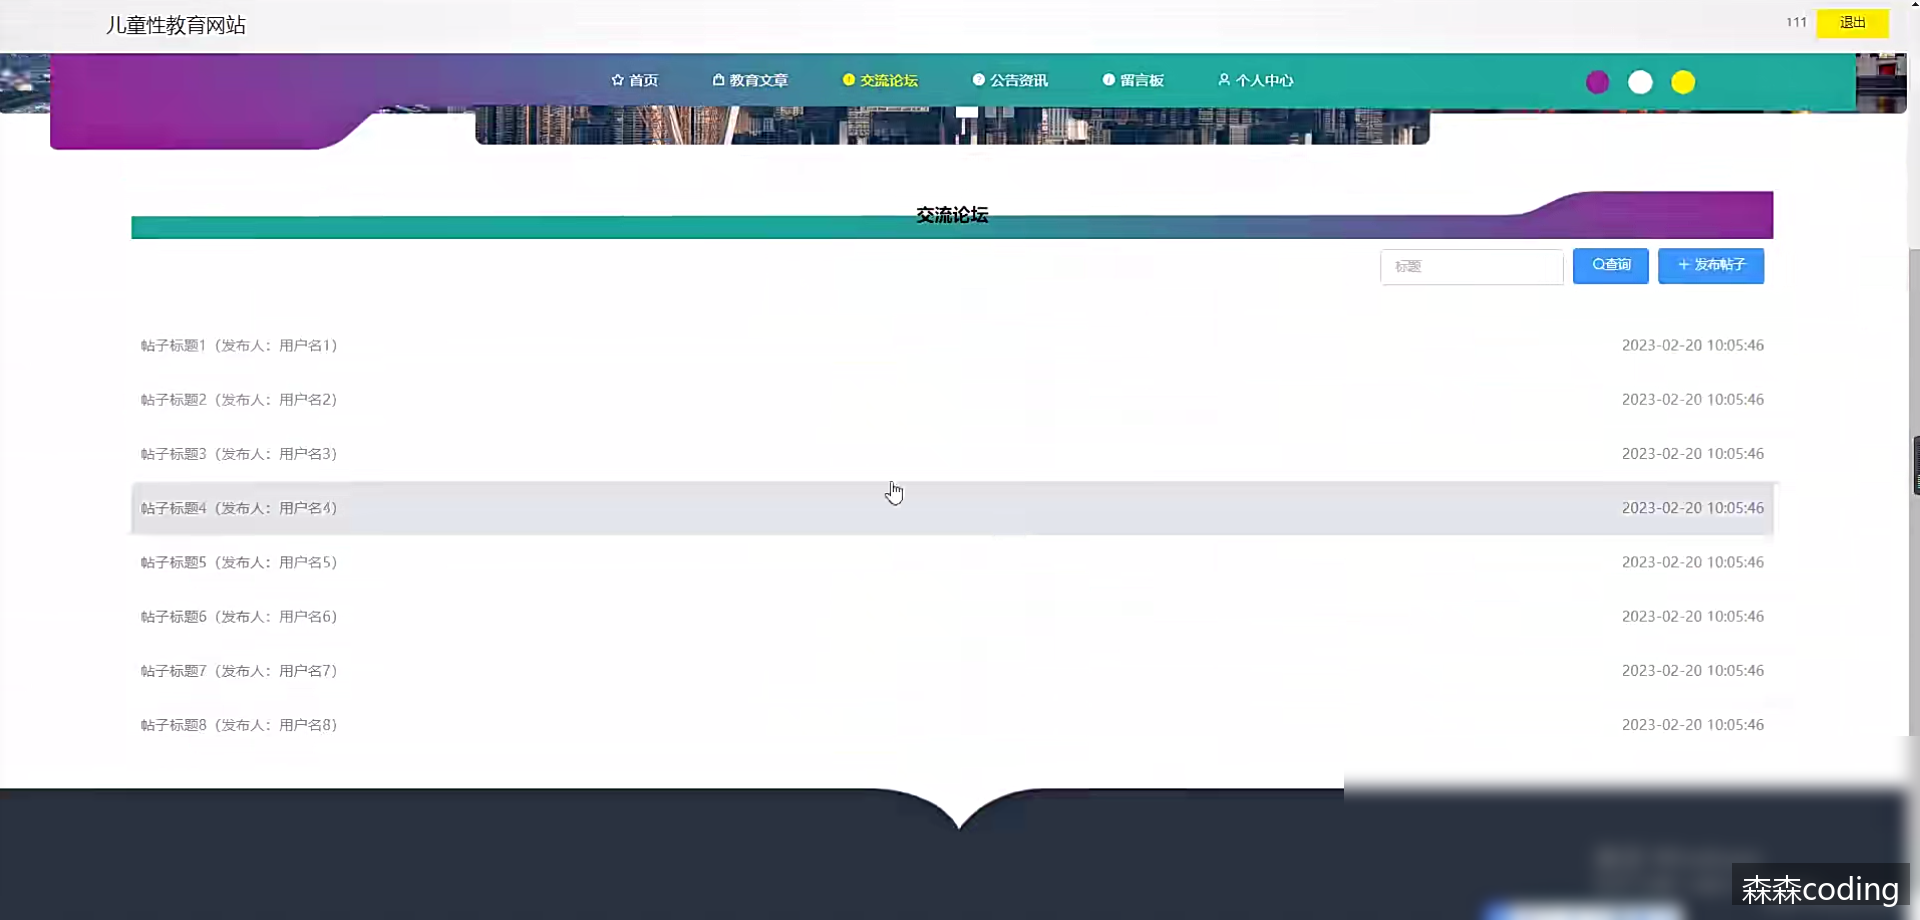 儿童性教育网站
111 退出
首页 教育文章 交流论坛 公告资讯 留言板 个人中心
交流论坛
标题 查询 + 发布帖子
帖子标题1（发布人：用户名1） 2023-02-20 10:05:46
帖子标题2（发布人：用户名2） 2023-02-20 10:05:46
帖子标题3（发布人：用户名3） 2023-02-20 10:05:46
帖子标题4（发布人：用户名4） 2023-02-20 10:05:46
帖子标题5（发布人：用户名5） 2023-02-20 10:05:46
帖子标题6（发布人：用户名6） 2023-02-20 10:05:46
帖子标题7（发布人：用户名7） 2023-02-20 10:05:46
帖子标题8（发布人：用户名8） 2023-02-20 10:05:46
森森coding